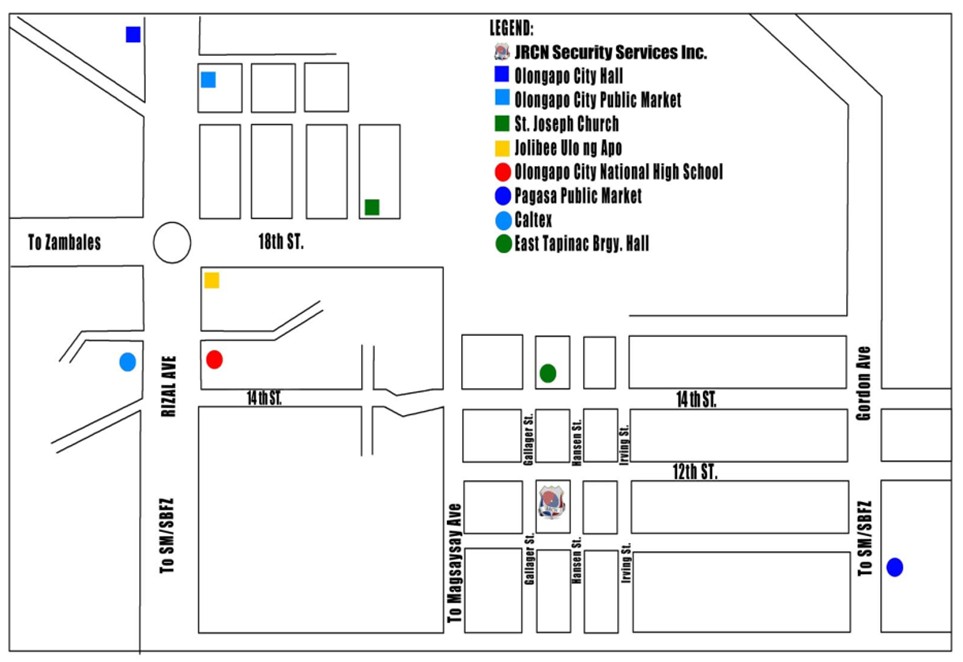 LEGEND:
JRCN Security Services Inc.
Olongapo City Hall
Olongapo City Public Market
St. Joseph Church
Jolibee Ulo ng Apo
Olongapo City National High School
Pagasa Public Market
Caltex
East Tapinac Brgy. Hall
To Zambales
18th ST.
RIZAL AVE
14th ST.
14th ST.
Gordon Ave
Gallager St.
Hansen St.
Irving St.
12th ST.
To SM/SBFZ
To Magsaysay Ave
To SM/SBFZ
Gallager St.
Hansen St.
Irving St.